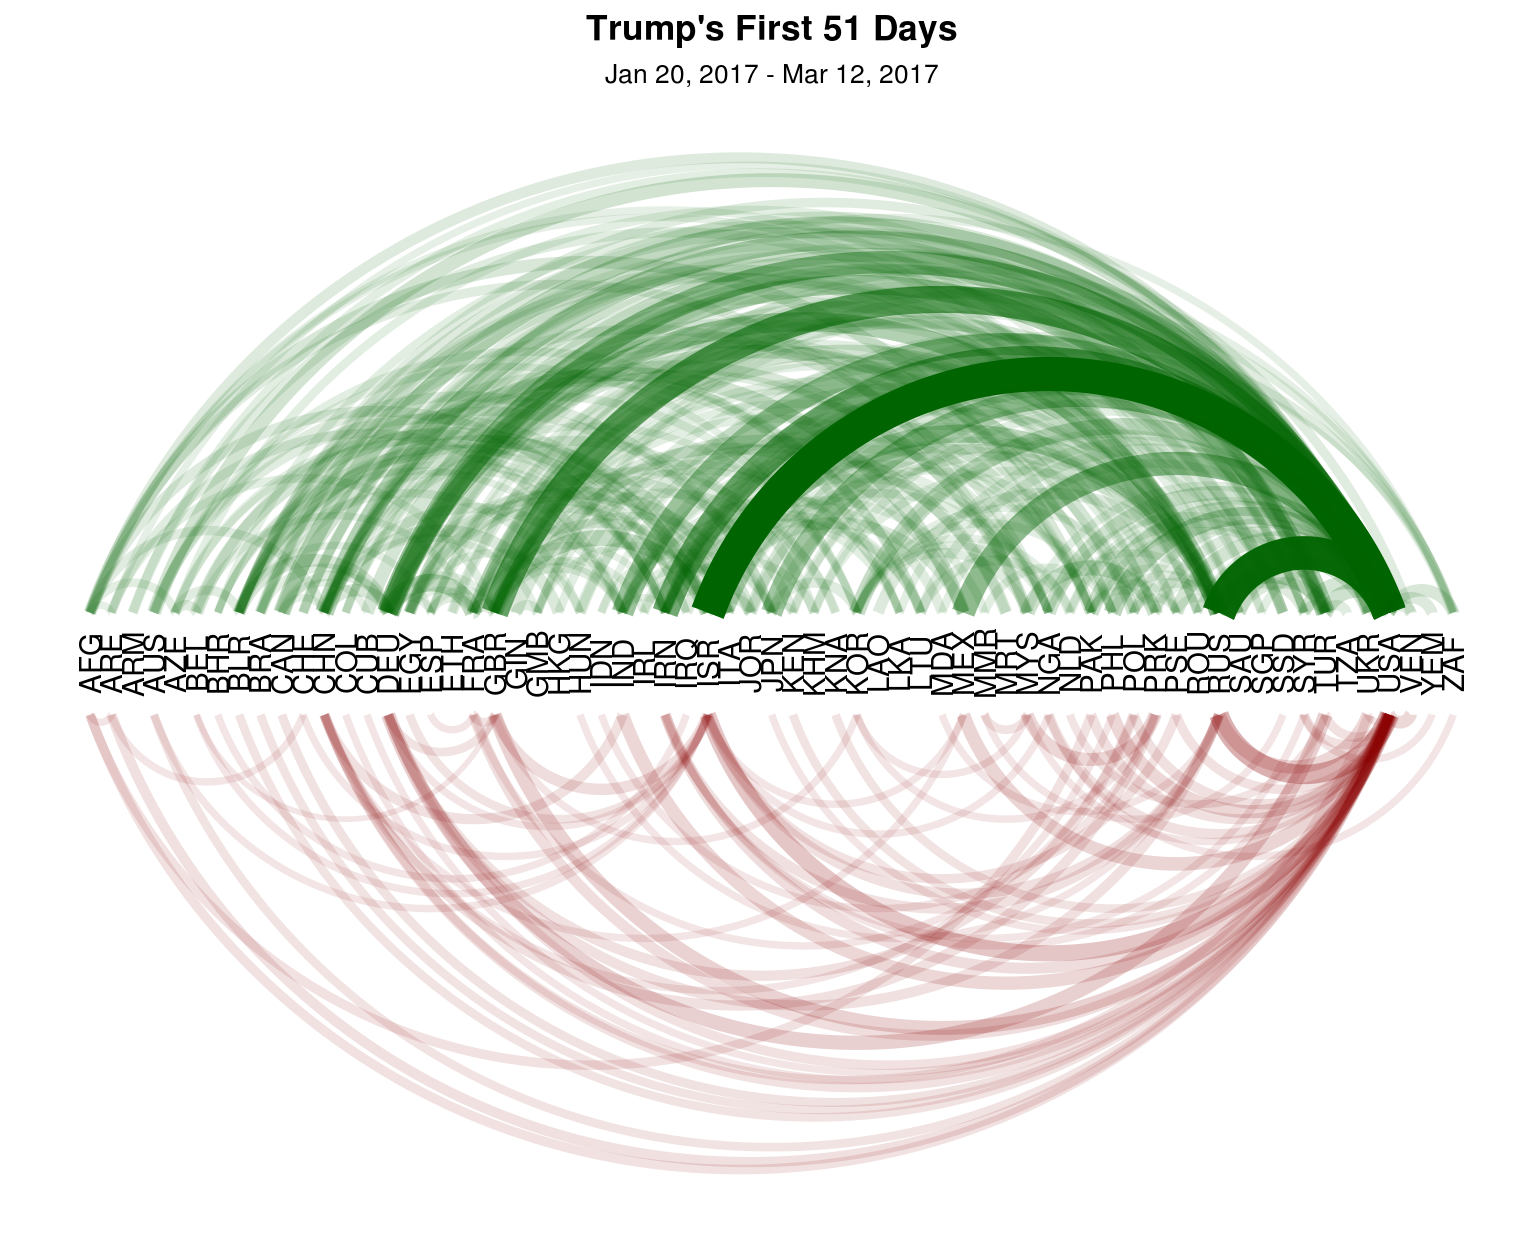 Trump's First 51 Days
Jan 20, 2017 - Mar 12, 2017
AFG
ARE
ARM
AUS
AZE
BEL
BHR
BLR
BRA
CAN
CHE
CHN
COL
CUB
DEU
EGY
ESP
ETH
FRA
GBR
GIN
GMB
HKG
HUN
IDN
IND
IRL
IRN
IRQ
ISR
ITA
JOR
JPN
KEN
KHM
KNA
KOR
LAO
LKA
LTU
MDA
MEX
MMR
MRT
MYS
NGA
NLD
PAK
PHL
POL
PRK
PSE
ROU
RUS
SAU
SGP
SSD
SYR
TUR
TZA
UKR
USA
VEN
YEM
ZAF